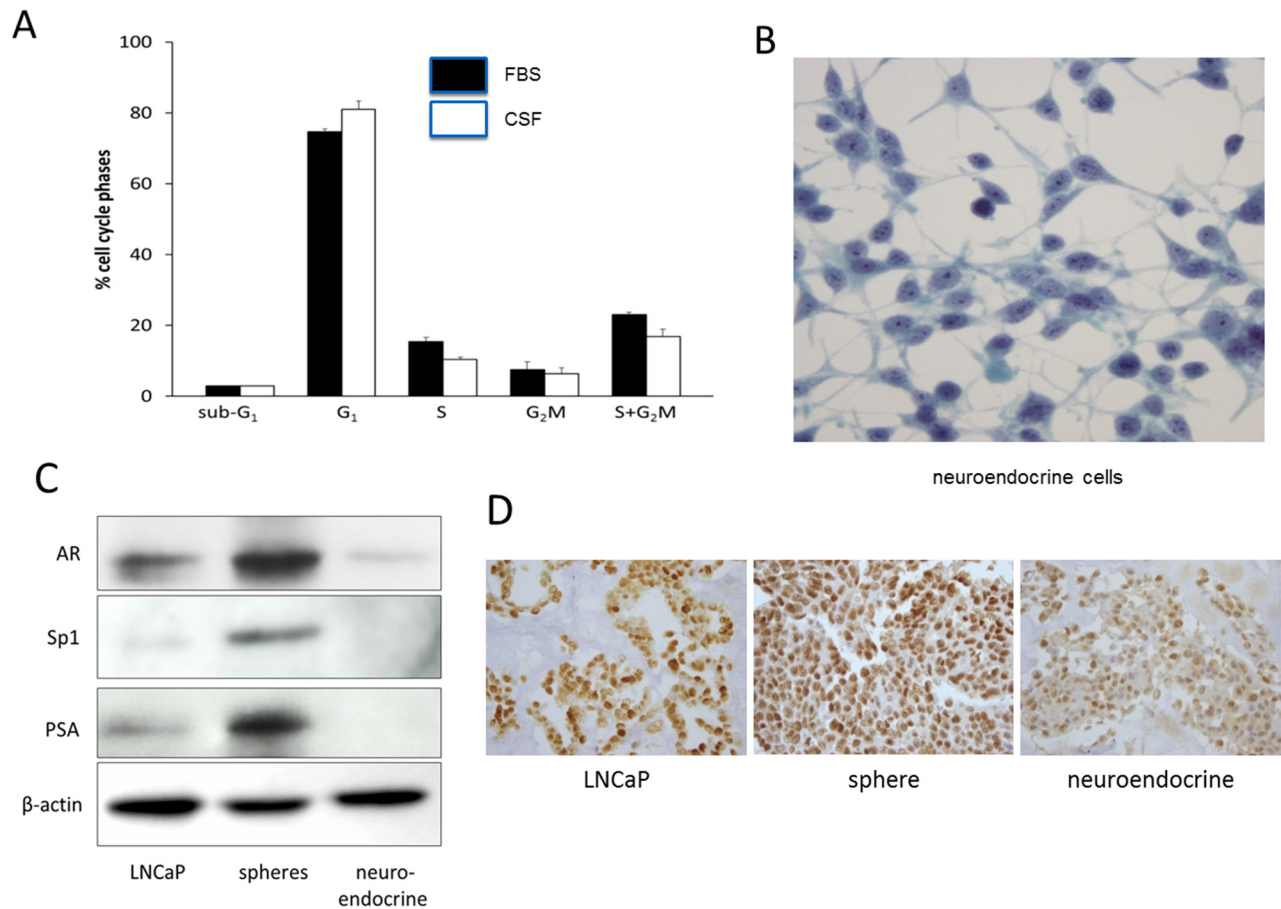 A
100
80
60
40
20
0
% cell cycle phases
FBS
CSF
sub-G₁
G₁
S
G₂M
S+G₂M
B
neuroendocrine cells
C
AR
Sp1
PSA
β-actin
LNCaP
spheres
neuro-
endocrine
D
LNCaP
sphere
neuroendocrine